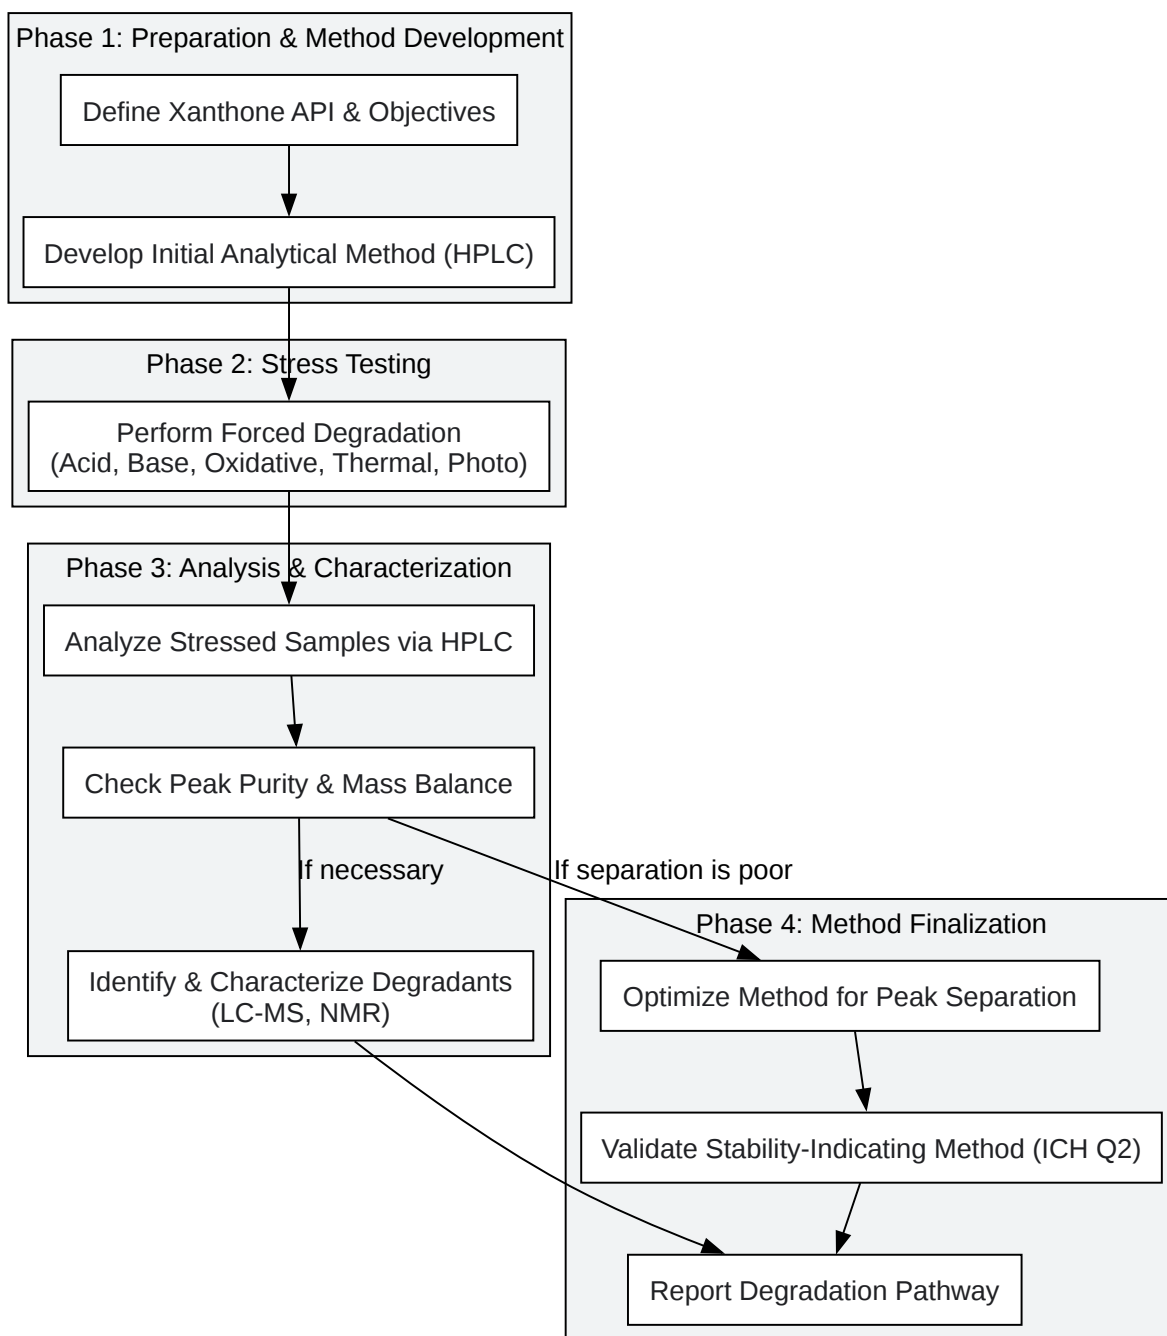 Phase 1: Preparation & Method Development
Define Xanthone API & Objectives
Develop Initial Analytical Method (HPLC)
Phase 2: Stress Testing
Perform Forced Degradation
(Acid, Base, Oxidative, Thermal, Photo)
Phase 3: Analysis & Characterization
Analyze Stressed Samples via HPLC
Check Peak Purity & Mass Balance
If necessary
If separation is poor
Phase 4: Method Finalization
Identify & Characterize Degradants
(LC-MS, NMR)
Optimize Method for Peak Separation
Validate Stability-Indicating Method (ICH Q2)
Report Degradation Pathway